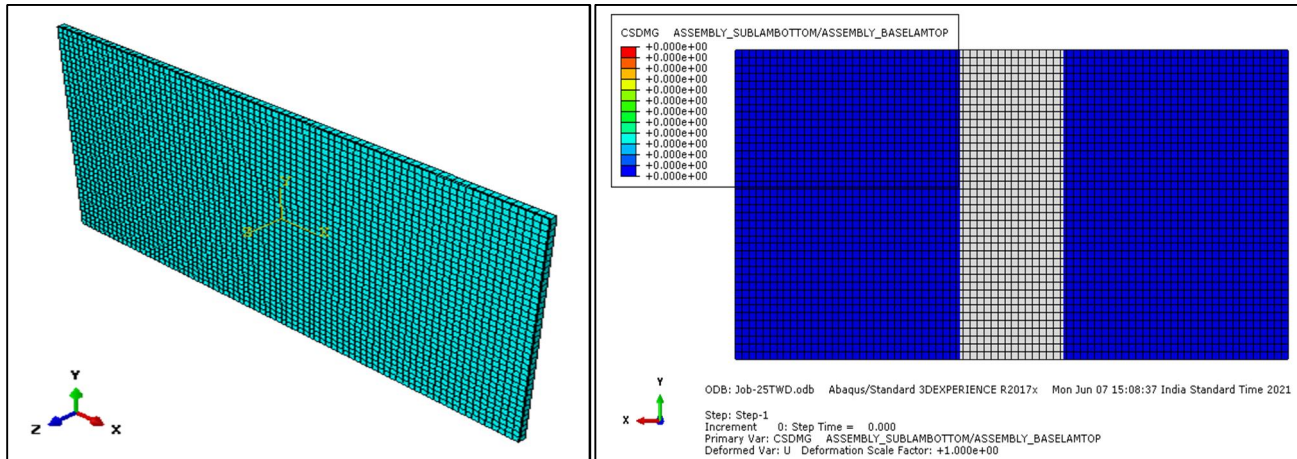 Y
Z
X
CSDMG ASSEMBLY_SUBLAMBOTTOM/ASSEMBLY_BASELAMTOP
+0.000e+00
+0.000e+00
+0.000e+00
+0.000e+00
+0.000e+00
+0.000e+00
+0.000e+00
+0.000e+00
+0.000e+00
+0.000e+00
+0.000e+00
+0.000e+00
+0.000e+00
Y
X
ODB: Job-25TWD.odb Abaqus/Standard 3DEXPERIENCE R2017x Mon Jun 07 15:08:37 India Standard Time 2021
Step: Step-1
Increment 0: Step Time = 0.000
Primary Var: CSDMG ASSEMBLY_SUBLAMBOTTOM/ASSEMBLY_BASELAMTOP
Deformed Var: U Deformation Scale Factor: +1.000e+00